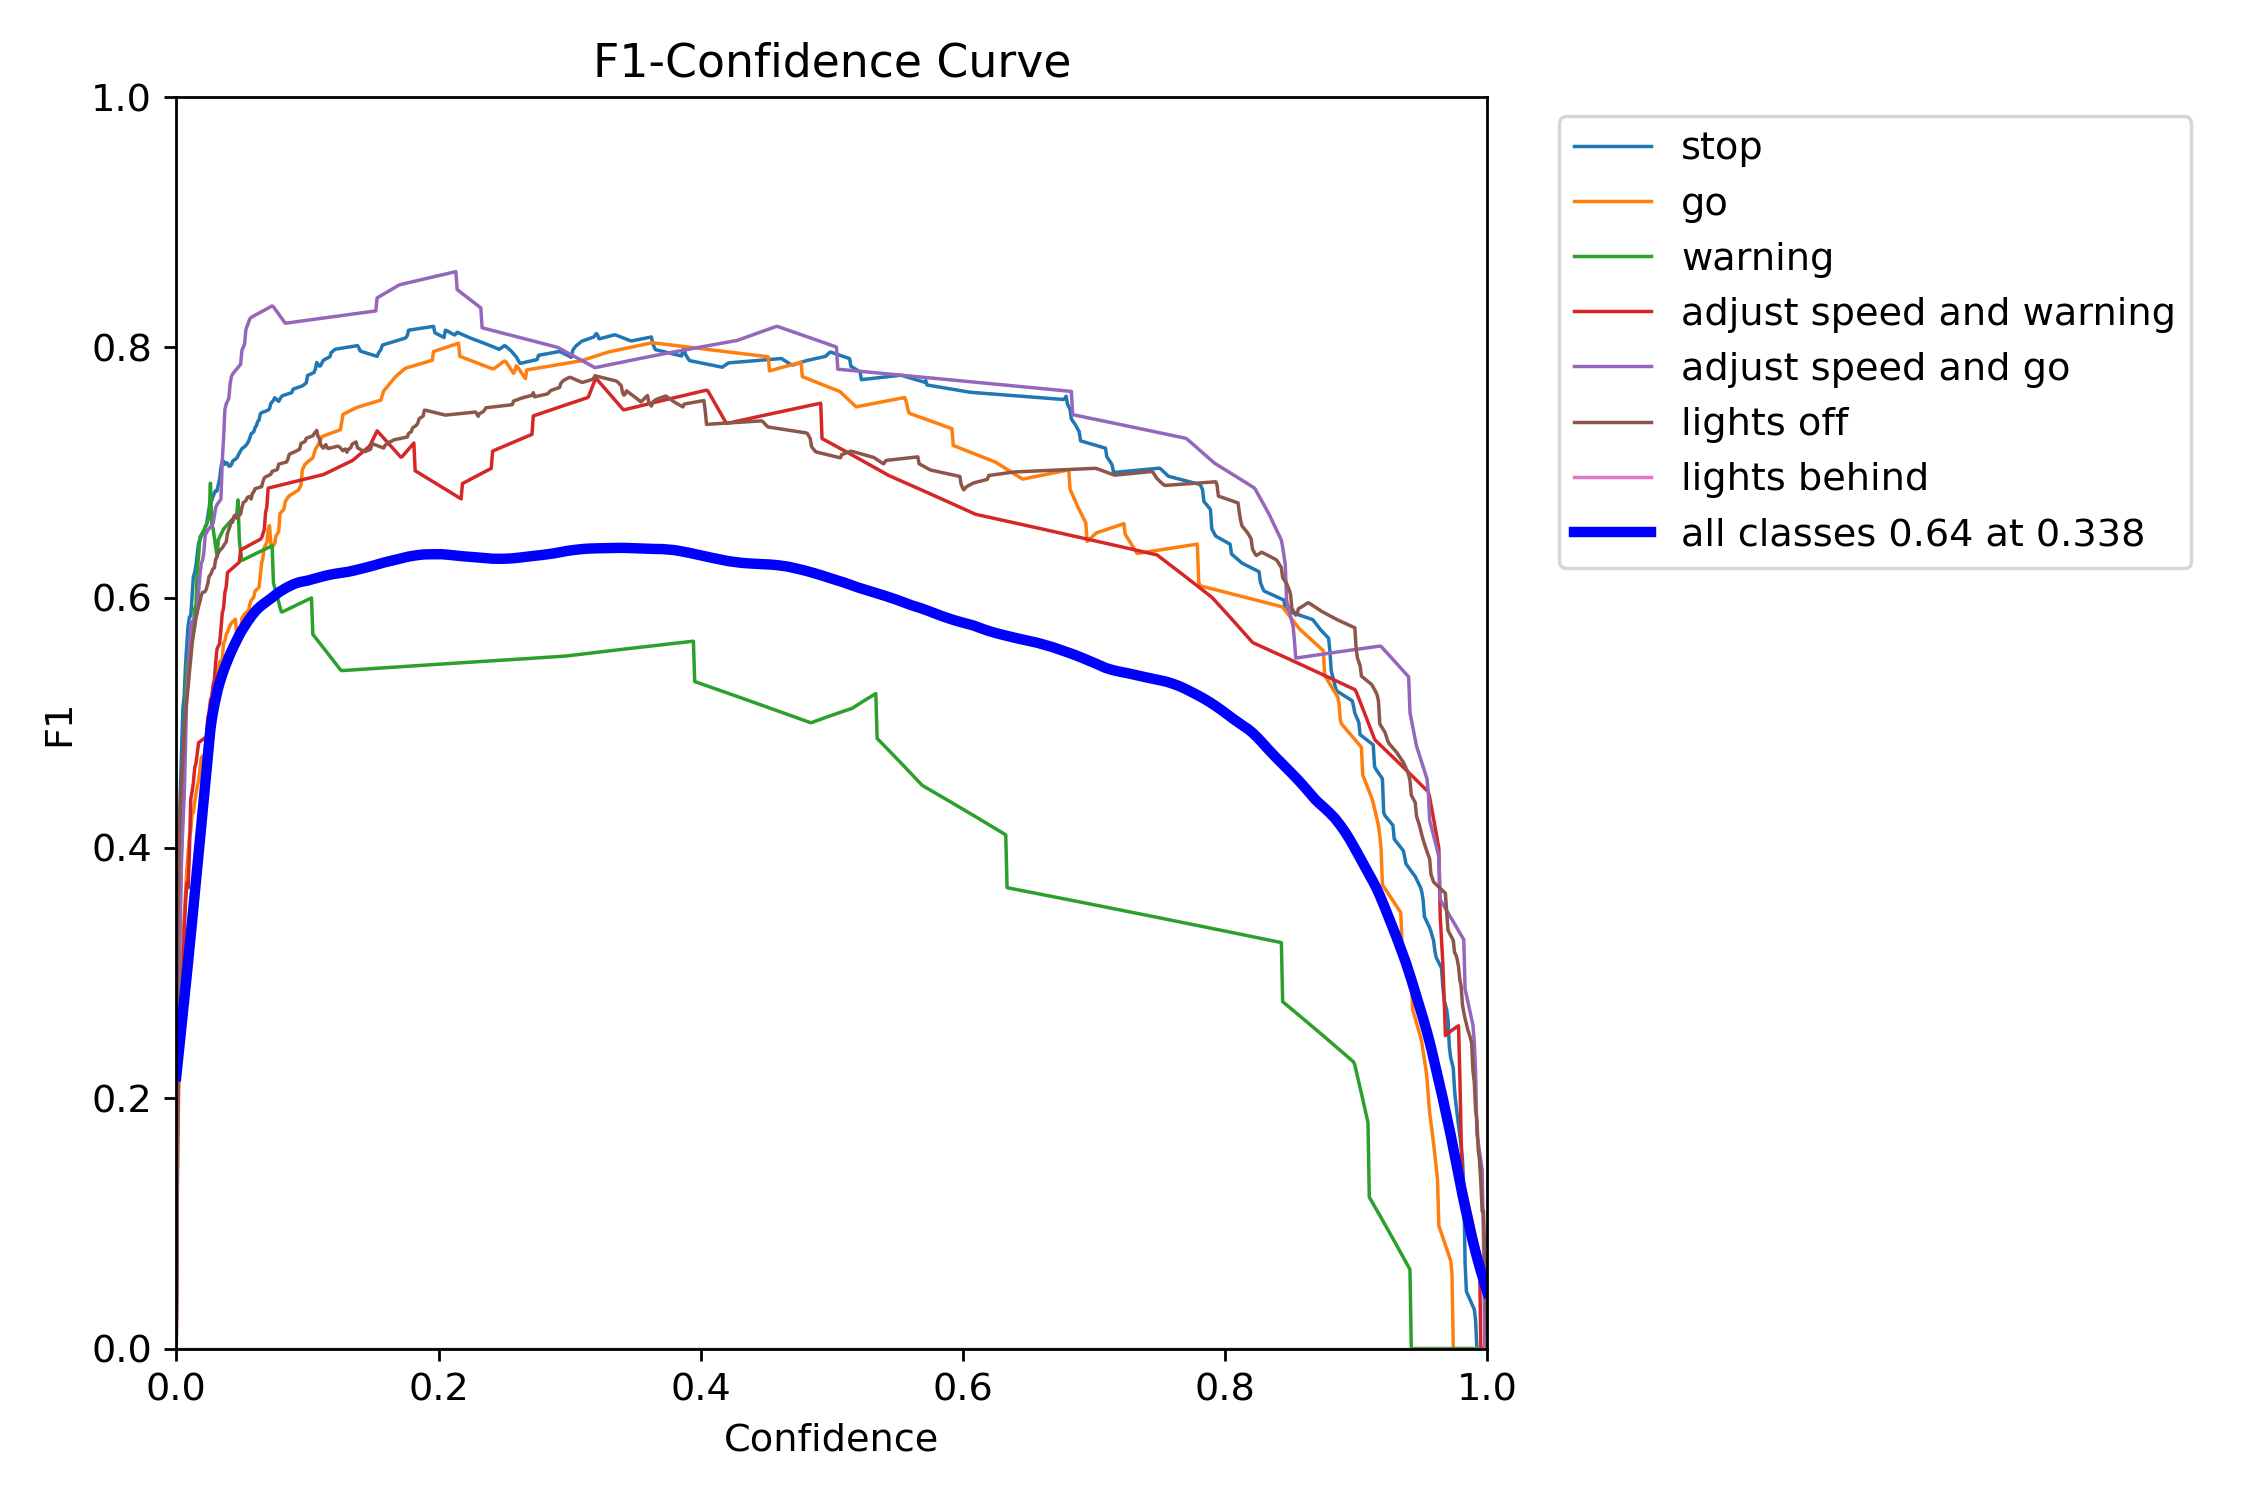 F1-Confidence Curve
1.0
0.8
0.6
0.4
0.2
0.0
F1
0.0 0.2 0.4 0.6 0.8 1.0
Confidence
stop
go
warning
adjust speed and warning
adjust speed and go
lights off
lights behind
all classes 0.64 at 0.338